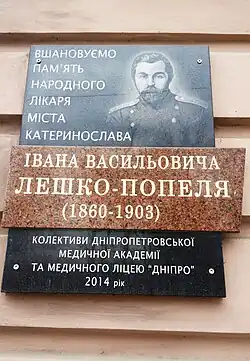 ВШАНОВУЄМО
ПАМ'ЯТЬ
НАРОДНОГО
ЛІКАРЯ
МІСТА
КАТЕРИНОСЛАВА
ІВАНА ВАСИЛЬОВИЧА
ЛЕШКО-ПОПЕЛЯ
(1860-1903)
КОЛЕКТИВИ ДНІПРОПЕТРОВСЬКОЇ
МЕДИЧНОЇ АКАДЕМІЇ
ТА МЕДИЧНОГО ЛІЦЕЮ "ДНІПРО"
2014 рік